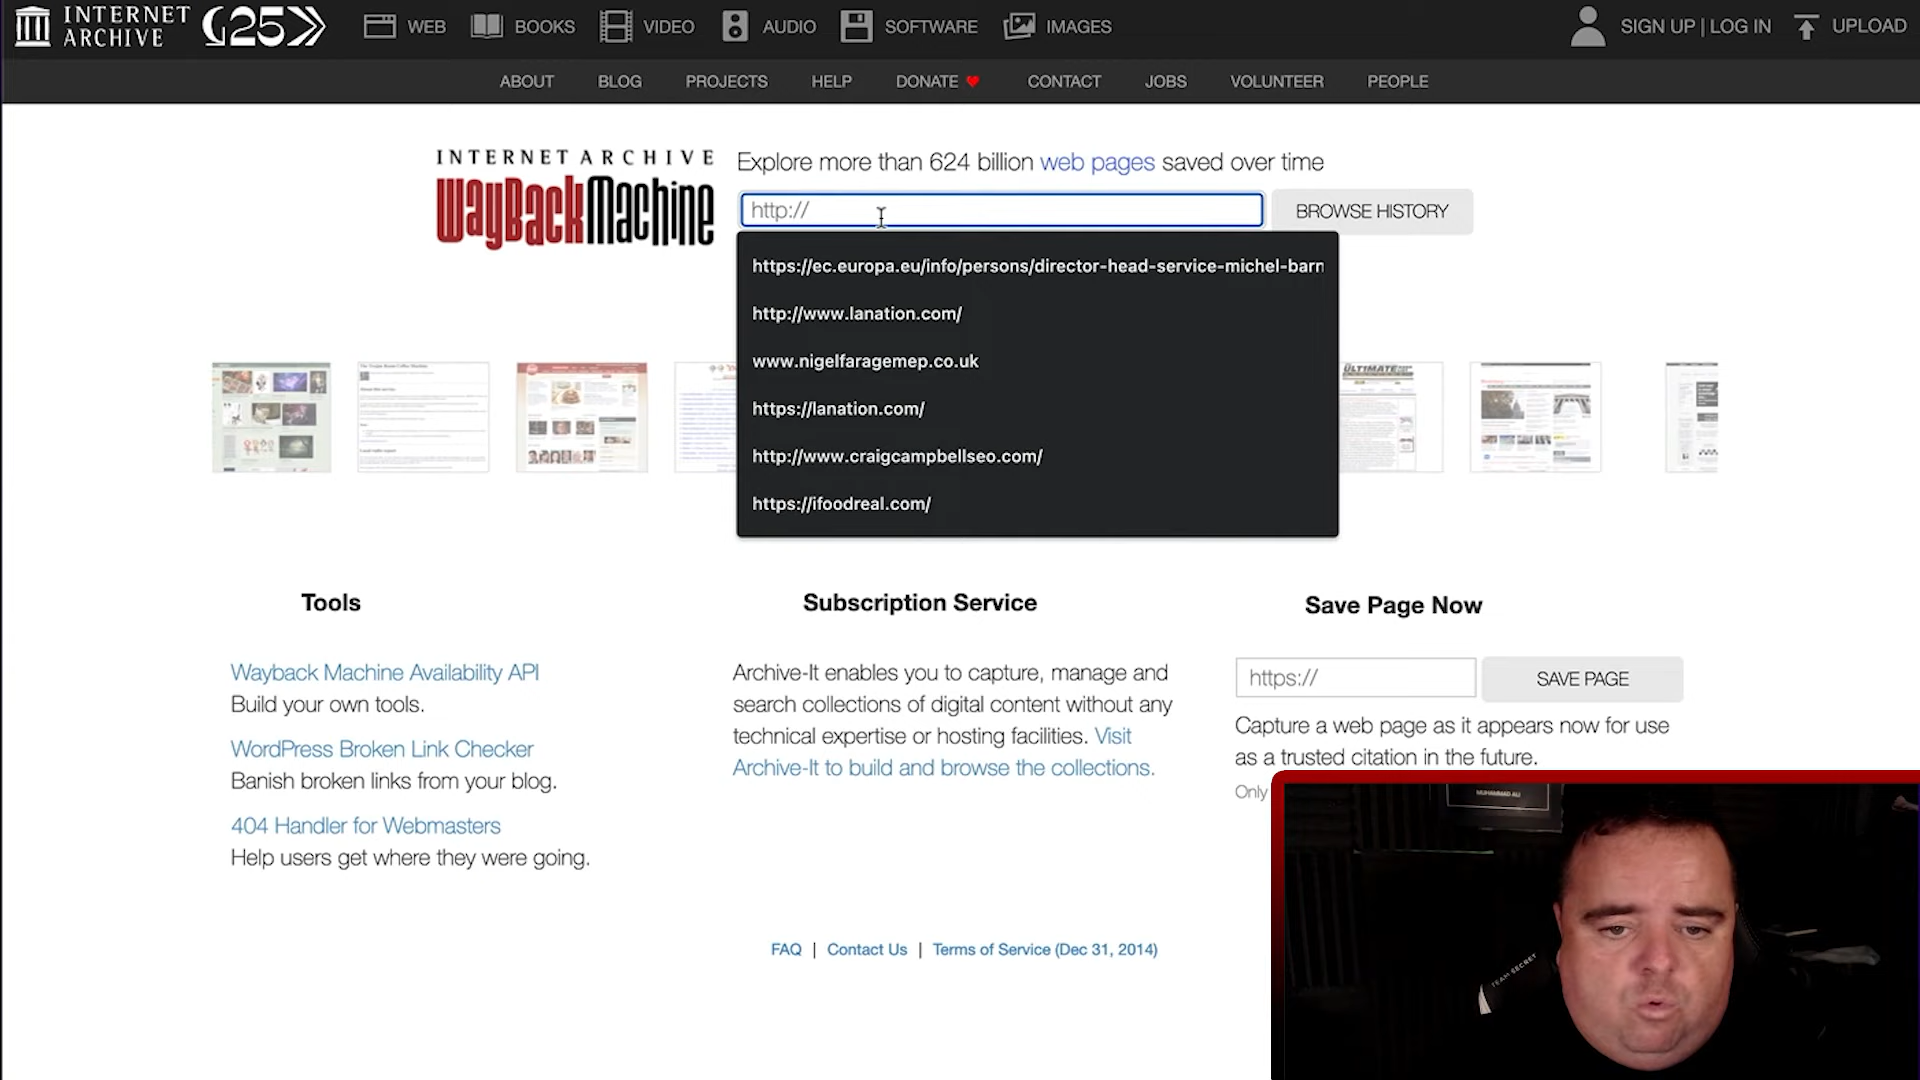 INTERNET ARCHIVE
25
WEB
BOOKS
VIDEO
AUDIO
SOFTWARE
IMAGES
SIGN UP | LOG IN
UPLOAD
ABOUT
BLOG
PROJECTS
HELP
DONATE
CONTACT
JOBS
VOLUNTEER
PEOPLE
INTERNET ARCHIVE
WayBackMachine
Explore more than 624 billion web pages saved over time
http://
BROWSE HISTORY
https://ec.europa.eu/info/persons/director-head-service-michel-barn
http://www.lanation.com/
www.nigelfaragemep.co.uk
https://lanation.com/
http://www.craigcampbellseo.com/
https://ifoodreal.com/
ULTIMATE
Tools
Wayback Machine Availability API
Build your own tools.
WordPress Broken Link Checker
Banish broken links from your blog.
404 Handler for Webmasters
Help users get where they were going.
Subscription Service
Archive-It enables you to capture, manage and
search collections of digital content without any
technical expertise or hosting facilities. Visit
Archive-It to build and browse the collections.
Save Page Now
https://
SAVE PAGE
Capture a web page as it appears now for use
as a trusted citation in the future.
Only
MUHAMMAD ALI
TEAM SECRET
FAQ | Contact Us | Terms of Service (Dec 31, 2014)